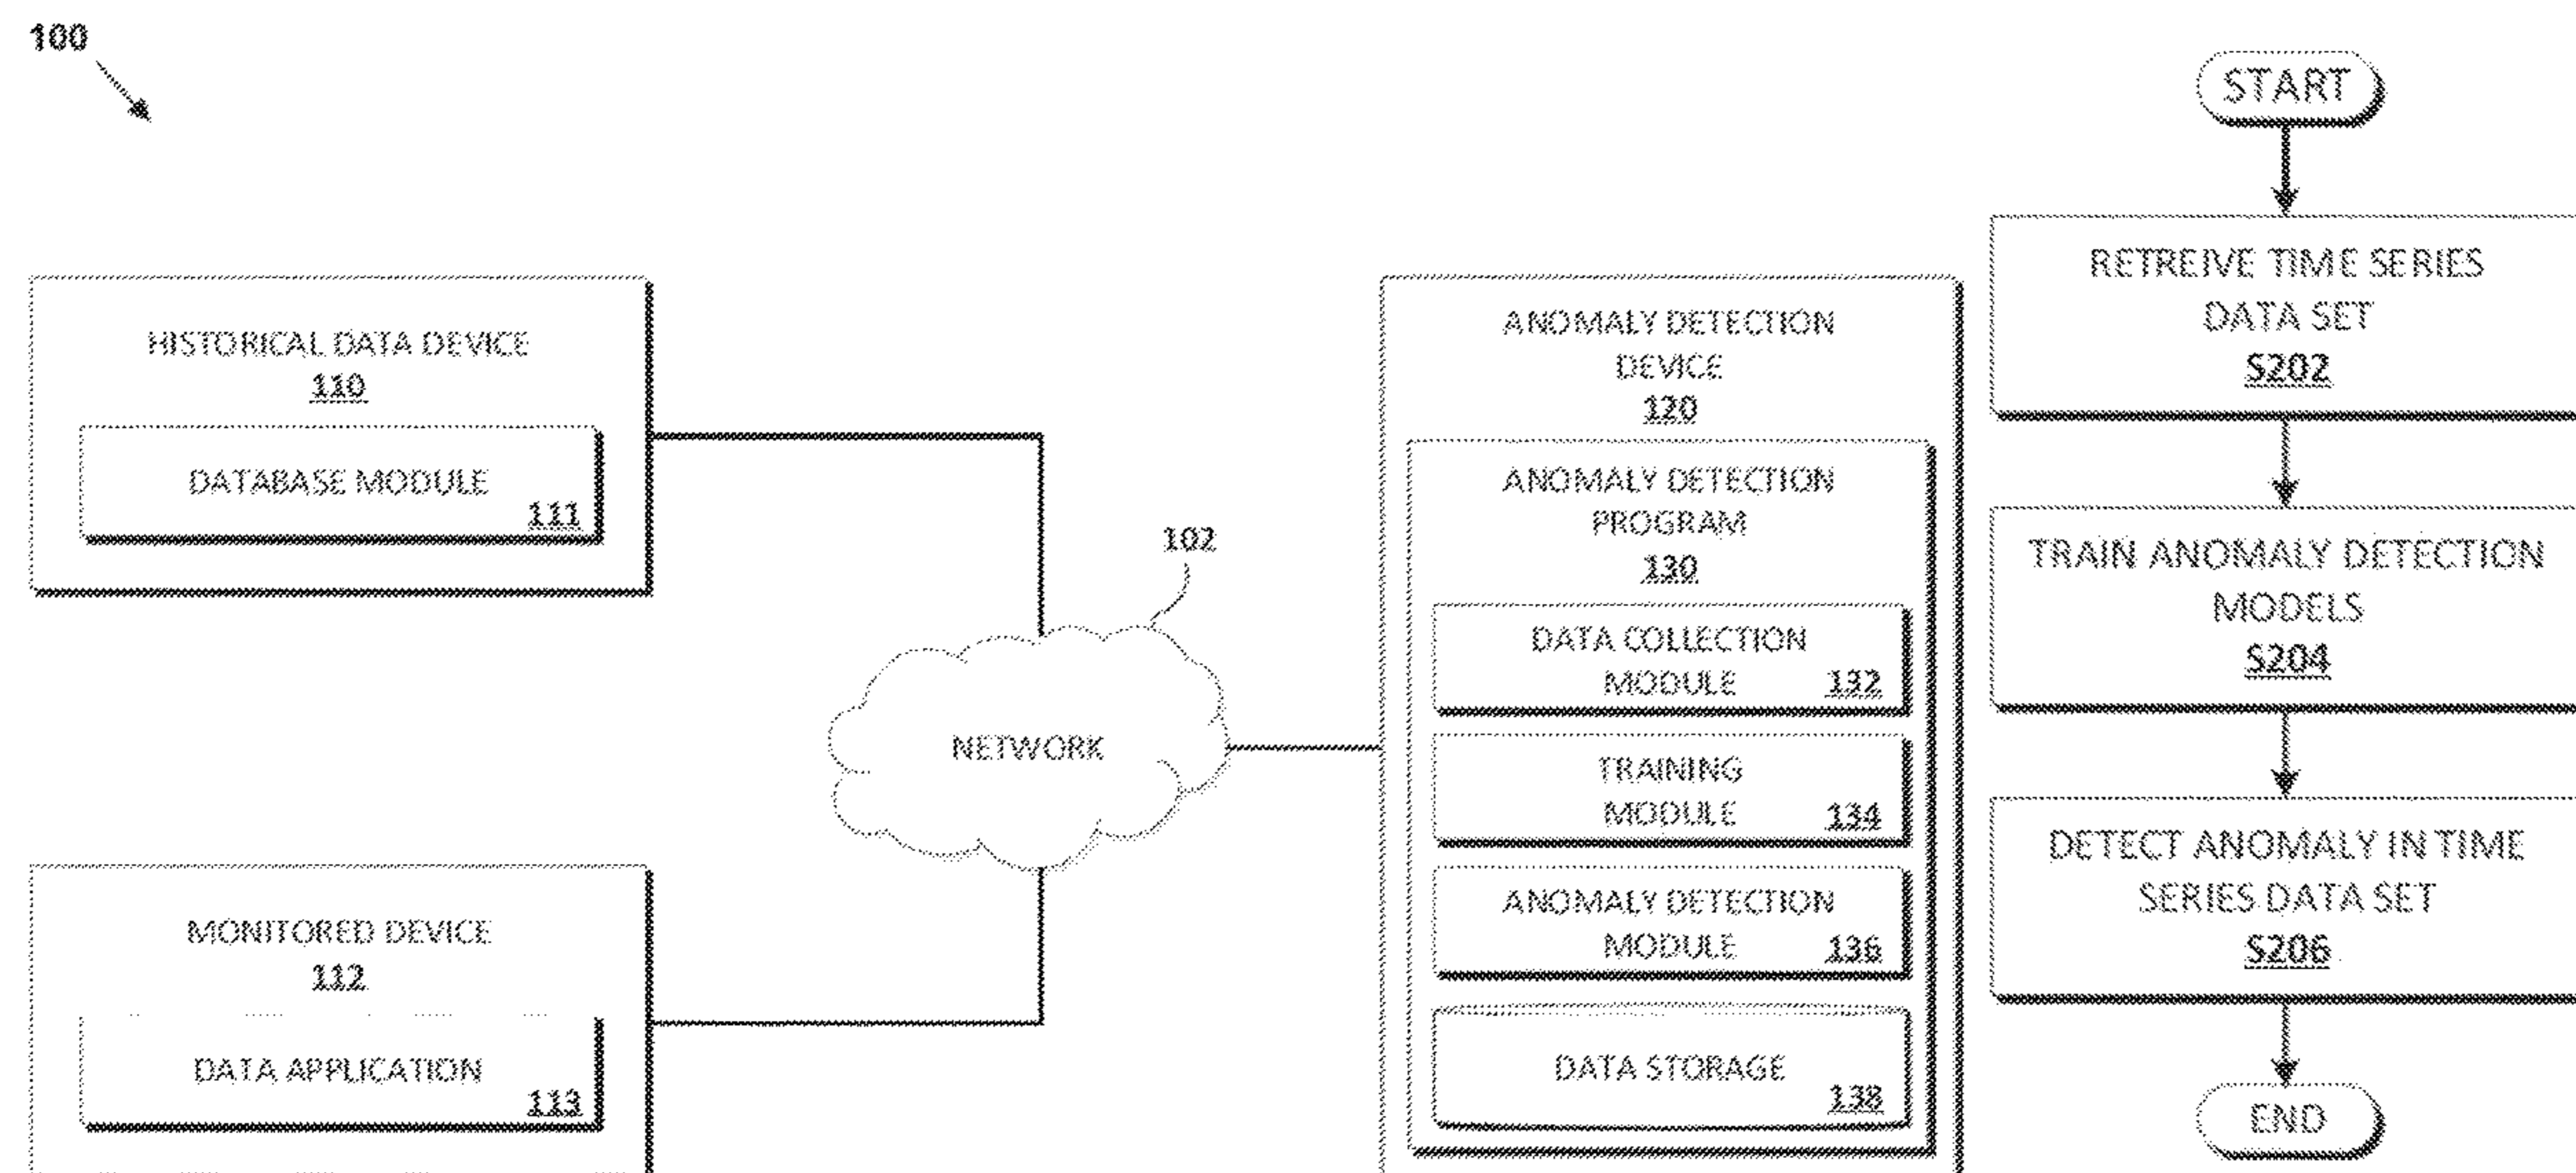 100
HISTORICAL DATA DEVICE
110
DATABASE MODULE
111
MONITORED DEVICE
112
DATA APPLICATION
113
102
NETWORK
ANOMALY DETECTION
DEVICE
120
ANOMALY DETECTION
PROGRAM
130
DATA COLLECTION
MODULE 132
TRAINING
MODULE 134
ANOMALY DETECTION
MODULE 136
DATA STORAGE
138
START
RETREIVE TIME SERIES
DATA SET
S202
TRAIN ANOMALY DETECTION
MODELS
S204
DETECT ANOMALY IN TIME
SERIES DATA SET
S206
END